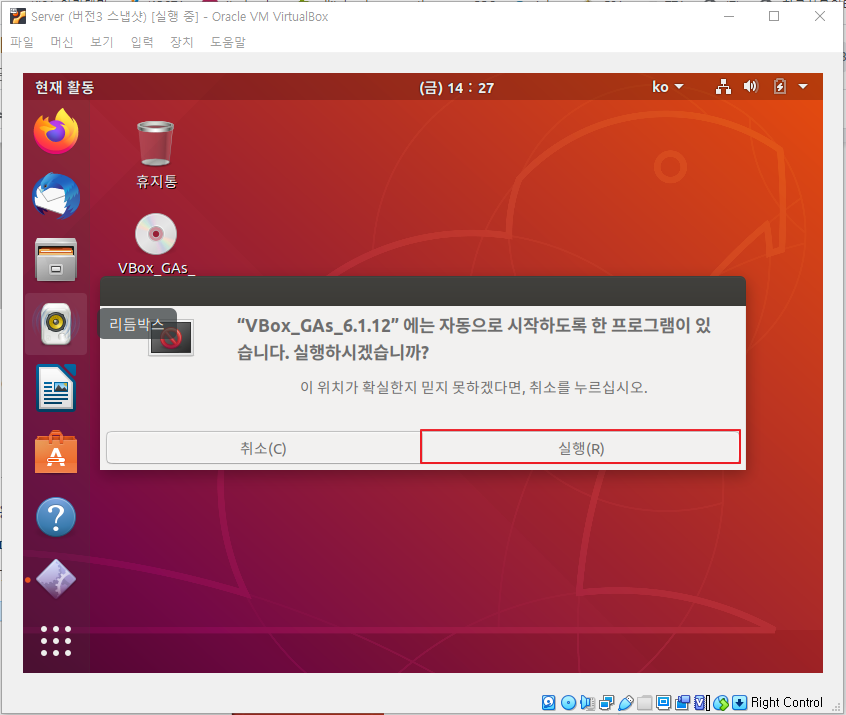 Server (버전3 스냅샷) [실행 중] - Oracle VM VirtualBox
파일 머신 보기 입력 장치 도움말
현재 활동 (금) 14 : 27 ko
휴지통
VBox_GAs_
리듬박스
“VBox_GAs_6.1.12” 에는 자동으로 시작하도록 한 프로그램이 있
습니다. 실행하시겠습니까?
이 위치가 확실한지 믿지 못하겠다면, 취소를 누르십시오.
취소(C) 실행(R)
Right Control